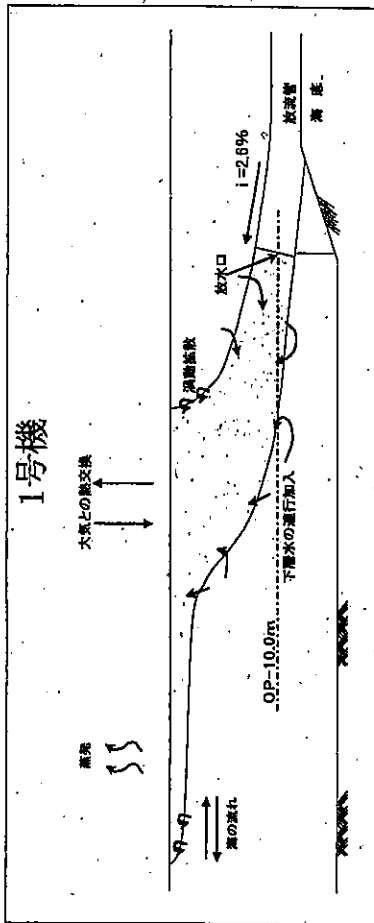 1号機
大気との熱交換
蒸発
渦動拡散
i=2.6%
放水口
放流管
海底
海の流れ
OP-10.0m
下層水の連行加入